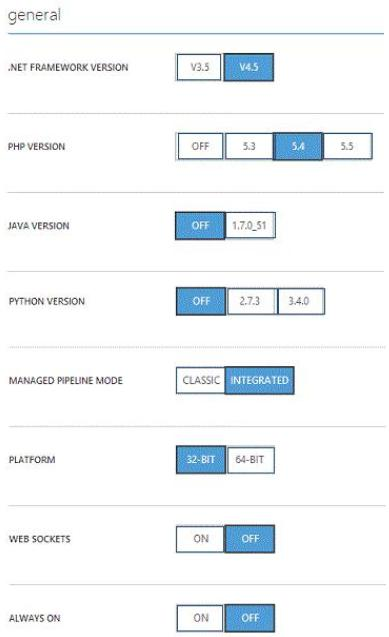 general
.NET FRAMEWORK VERSION V3.5 V4.5
PHP VERSION OFF 5.3 5.4 5.5
JAVA VERSION OFF 1.7.0_51
PYTHON VERSION OFF 2.7.3 3.4.0
MANAGED PIPELINE MODE CLASSIC INTEGRATED
PLATFORM 32-BIT 64-BIT
WEB SOCKETS ON OFF
ALWAYS ON ON OFF